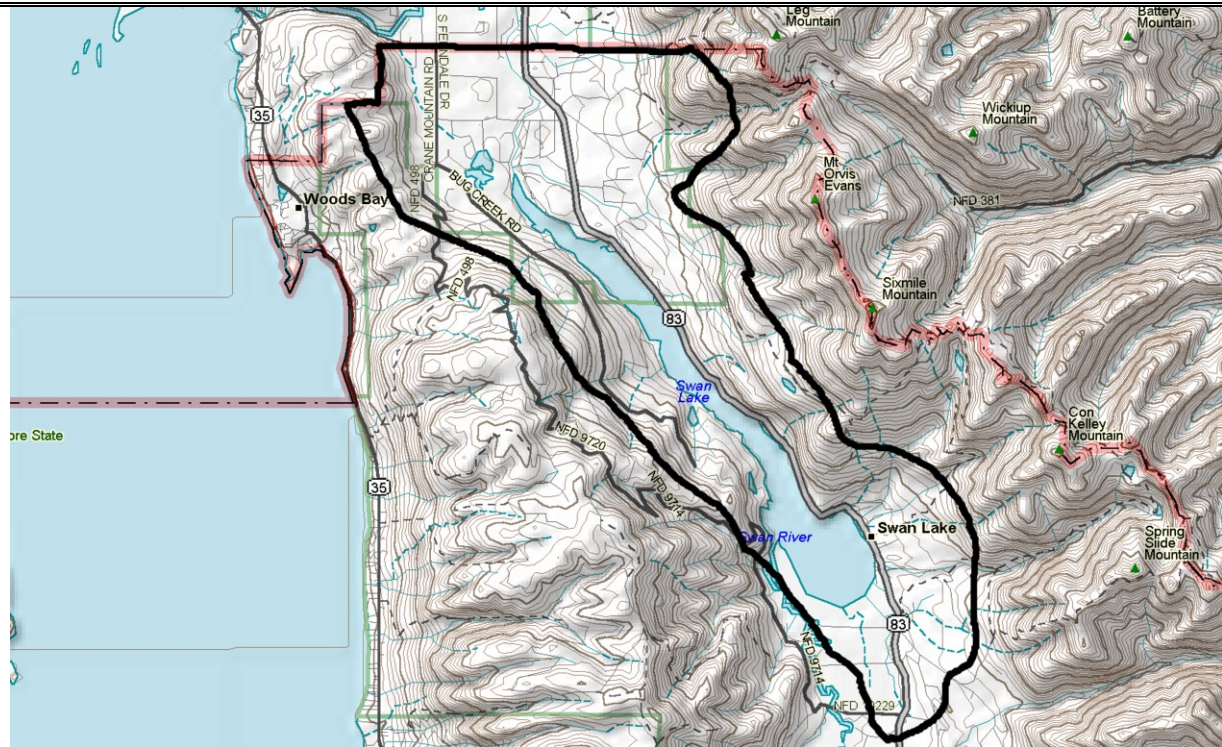 Leg
Mountain
Battery
Mountain
S FERNDALE DR
CRANE MOUNTAIN RD
35
Wickiup
Mountain
Mt
Orvis
Evans
NFD 498
BUG CREEK RD
Woods Bay
NFD 381
NFD 498
Sixmile
Mountain
83
Swan
Lake
ore State
Con
Kelley
Mountain
NFD 9720
35
NFD 9714
Swan River
Swan Lake
Spring
Slide
Mountain
83
NFD 9714
229